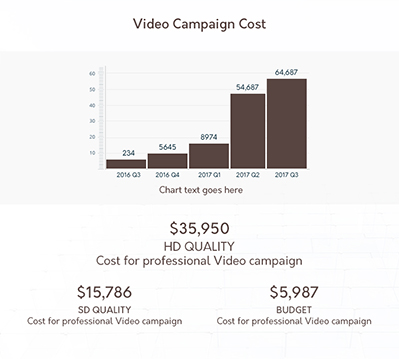 Video Campaign Cost
60
50
40
30
20
10
234
5645
8974
54,687
64,687
2016 Q3 2016 Q4 2017 Q1 2017 Q2 2017 Q3
Chart text goes here
$35,950
HD QUALITY
Cost for professional Video campaign
$15,786
SD QUALITY
Cost for professional Video campaign
$5,987
BUDGET
Cost for professional Video campaign